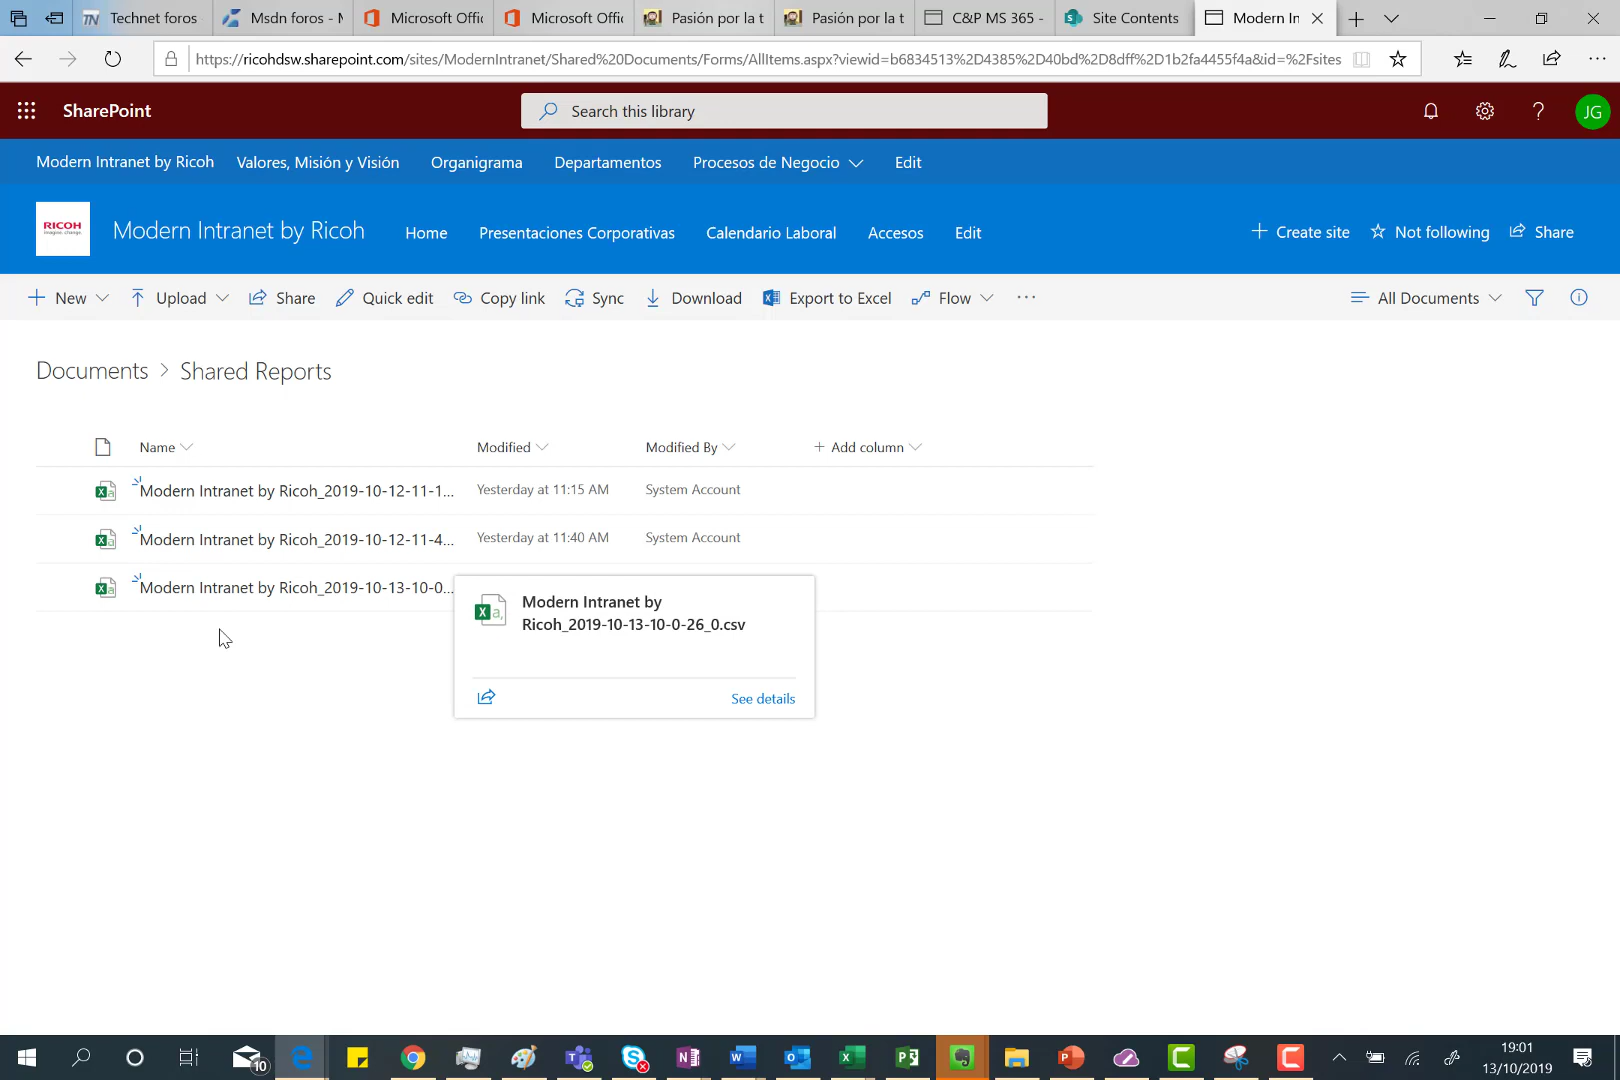 Technet foros
Msdn foros - M
Microsoft Offic
Microsoft Offic
Pasión por la t
Pasión por la t
C&P MS 365 -
Site Contents
Modern In
https://ricohdsw.sharepoint.com/sites/ModernIntranet/Shared%20Documents/Forms/AllItems.aspx?viewid=b6834513%2D4385%2D40bd%2D8dff%2D1b2fa4455f4a&id=%2Fsites
SharePoint
Search this library
JG
Modern Intranet by Ricoh
Valores, Misión y Visión
Organigrama
Departamentos
Procesos de Negocio
Edit
RICOH
imagine. change.
Modern Intranet by Ricoh
Home
Presentaciones Corporativas
Calendario Laboral
Accesos
Edit
Create site
Not following
Share
New
Upload
Share
Quick edit
Copy link
Sync
Download
Export to Excel
Flow
All Documents
Documents > Shared Reports
Name
Modified
Modified By
Add column
Modern Intranet by Ricoh_2019-10-12-11-1...
Yesterday at 11:15 AM
System Account
Modern Intranet by Ricoh_2019-10-12-11-4...
Yesterday at 11:40 AM
System Account
Modern Intranet by Ricoh_2019-10-13-10-0...
Modern Intranet by
Ricoh_2019-10-13-10-0-26_0.csv
See details
10
19:01
13/10/2019